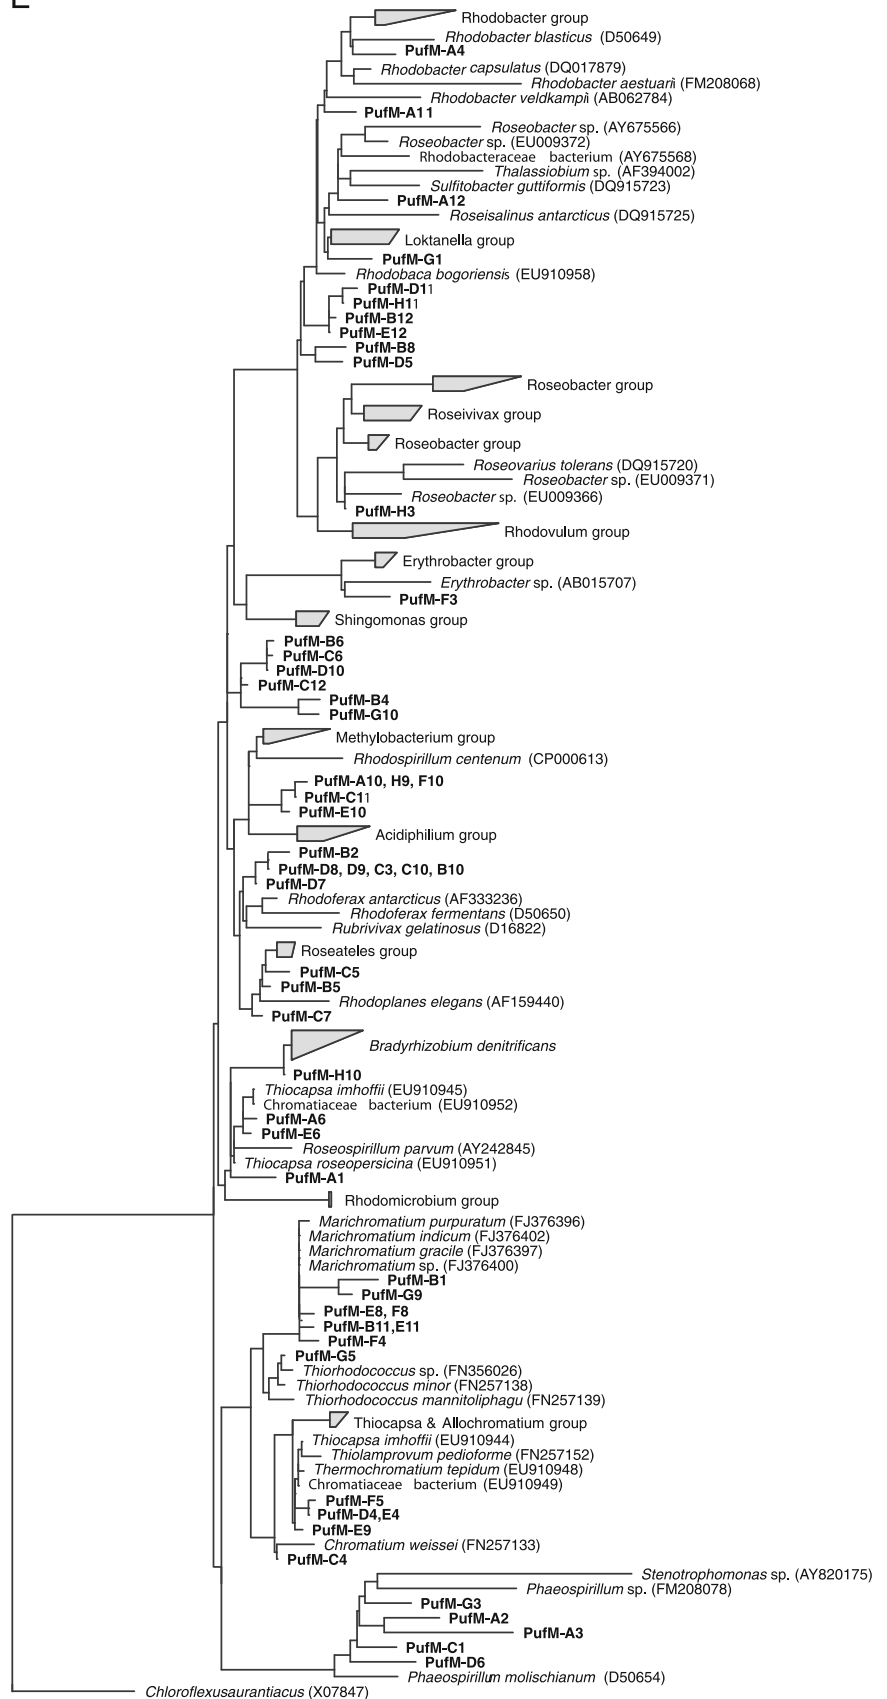 E
Rhodobacter group
Rhodobacter blasticus (D50649)
PufM-A4
Rhodobacter capsulatus (DQ017879)
Rhodobacter aestuarii (FM208068)
Rhodobacter veldkampii (AB062784)
PufM-A11
Roseobacter sp. (AY675566)
Roseobacter sp. (EU009372)
Rhodobacteraceae bacterium (AY675568)
Thalassiobium sp. (AF394002)
Sulfitobacter guttiformis (DQ915723)
PufM-A12
Roseisalinus antarcticus (DQ915725)
Loktanella group
PufM-G1
Rhodobaca bogoriensis (EU910958)
PufM-D11
PufM-H11
PufM-B12
PufM-E12
PufM-B8
PufM-D5
Roseobacter group
Roseivivax group
Roseobacter group
Roseovarius tolerans (DQ915720)
Roseobacter sp. (EU009371)
Roseobacter sp. (EU009366)
PufM-H3
Rhodovulum group
Erythrobacter group
Erythrobacter sp. (AB015707)
PufM-F3
Shingomonas group
PufM-B6
PufM-C6
PufM-D10
PufM-C12
PufM-B4
PufM-G10
Methylobacterium group
Rhodospirillum centenum (CP000613)
PufM-A10, H9, F10
PufM-C11
PufM-E10
Acidiphilium group
PufM-B2
PufM-D8, D9, C3, C10, B10
PufM-D7
Rhodoferax antarcticus (AF333236)
Rhodoferax fermentans (D50650)
Rubrivivax gelatinosus (D16822)
Roseateles group
PufM-C5
PufM-B5
Rhodoplanes elegans (AF159440)
PufM-C7
Bradyrhizobium denitrificans
PufM-H10
Thiocapsa imhoffii (EU910945)
Chromatiaceae bacterium (EU910952)
PufM-A6
PufM-E6
Roseospirillum parvum (AY242845)
Thiocapsa roseopersicina (EU910951)
PufM-A1
Rhodomicrobium group
Marichromatium purpuratum (FJ376396)
Marichromatium indicum (FJ376402)
Marichromatium gracile (FJ376397)
Marichromatium sp. (FJ376400)
PufM-B1
PufM-G9
PufM-E8, F8
PufM-B11,E11
PufM-F4
PufM-G5
Thiorhodococcus sp. (FN356026)
Thiorhodococcus minor (FN257138)
Thiorhodococcus mannitoliphagu (FN257139)
Thiocapsa & Allochromatium group
Thiocapsa imhoffii (EU910944)
Thiolamprovum pedioforme (FN257152)
Thermochromatium tepidum (EU910948)
Chromatiaceae bacterium (EU910949)
PufM-F5
PufM-D4,E4
PufM-E9
Chromatium weissei (FN257133)
PufM-C4
Stenotrophomonas sp. (AY820175)
Phaeospirillum sp. (FM208078)
PufM-G3
PufM-A2
PufM-A3
PufM-C1
PufM-D6
Phaeospirillum molischianum (D50654)
Chloroflexusaurantiacus (X07847)